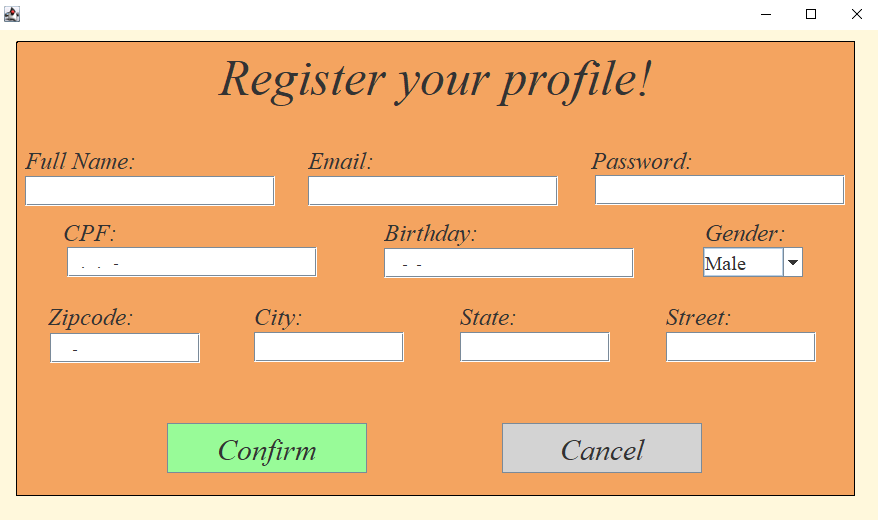 Register your profile!
Full Name: Email: Password:
CPF: Birthday: Gender:
. . - - - Male
Zipcode: City: State: Street:
-
Confirm Cancel